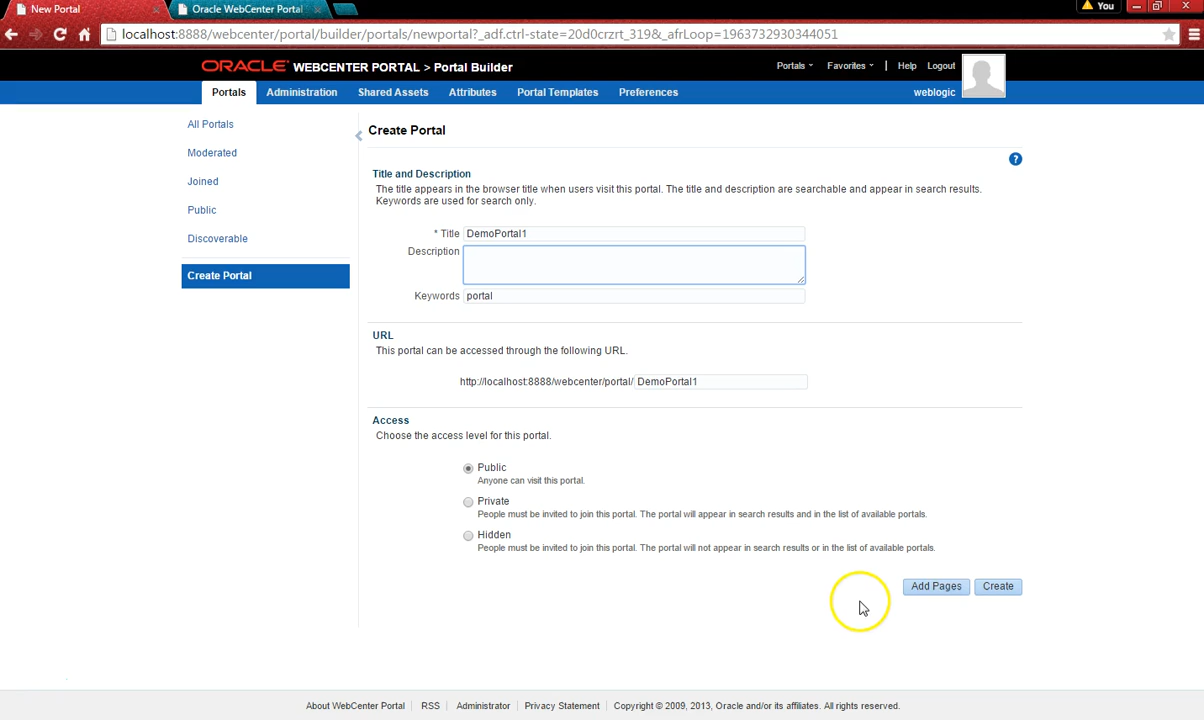 New Portal
Oracle WebCenter Portal
You
localhost:8888/webcenter/portal/builder/portals/newportal?_adf.ctrl-state=20d0crzrt_319&_afrLoop=1963732930344051
ORACLE WEBCENTER PORTAL > Portal Builder
Portals
Favorites
Help
Logout
Portals
Administration
Shared Assets
Attributes
Portal Templates
Preferences
weblogic
All Portals
Moderated
Joined
Public
Discoverable
Create Portal
Create Portal
?
Title and Description
The title appears in the browser title when users visit this portal. The title and description are searchable and appear in search results.
Keywords are used for search only.
* Title DemoPortal1
Description
Keywords portal
URL
This portal can be accessed through the following URL.
http://localhost:8888/webcenter/portal/ DemoPortal1
Access
Choose the access level for this portal.
Public
Anyone can visit this portal.
Private
People must be invited to join this portal. The portal will appear in search results and in the list of available portals.
Hidden
People must be invited to join this portal. The portal will not appear in search results or in the list of available portals.
Add Pages
Create
About WebCenter Portal
RSS
Administrator
Privacy Statement
Copyright © 2009, 2013, Oracle and/or its affiliates. All rights reserved.